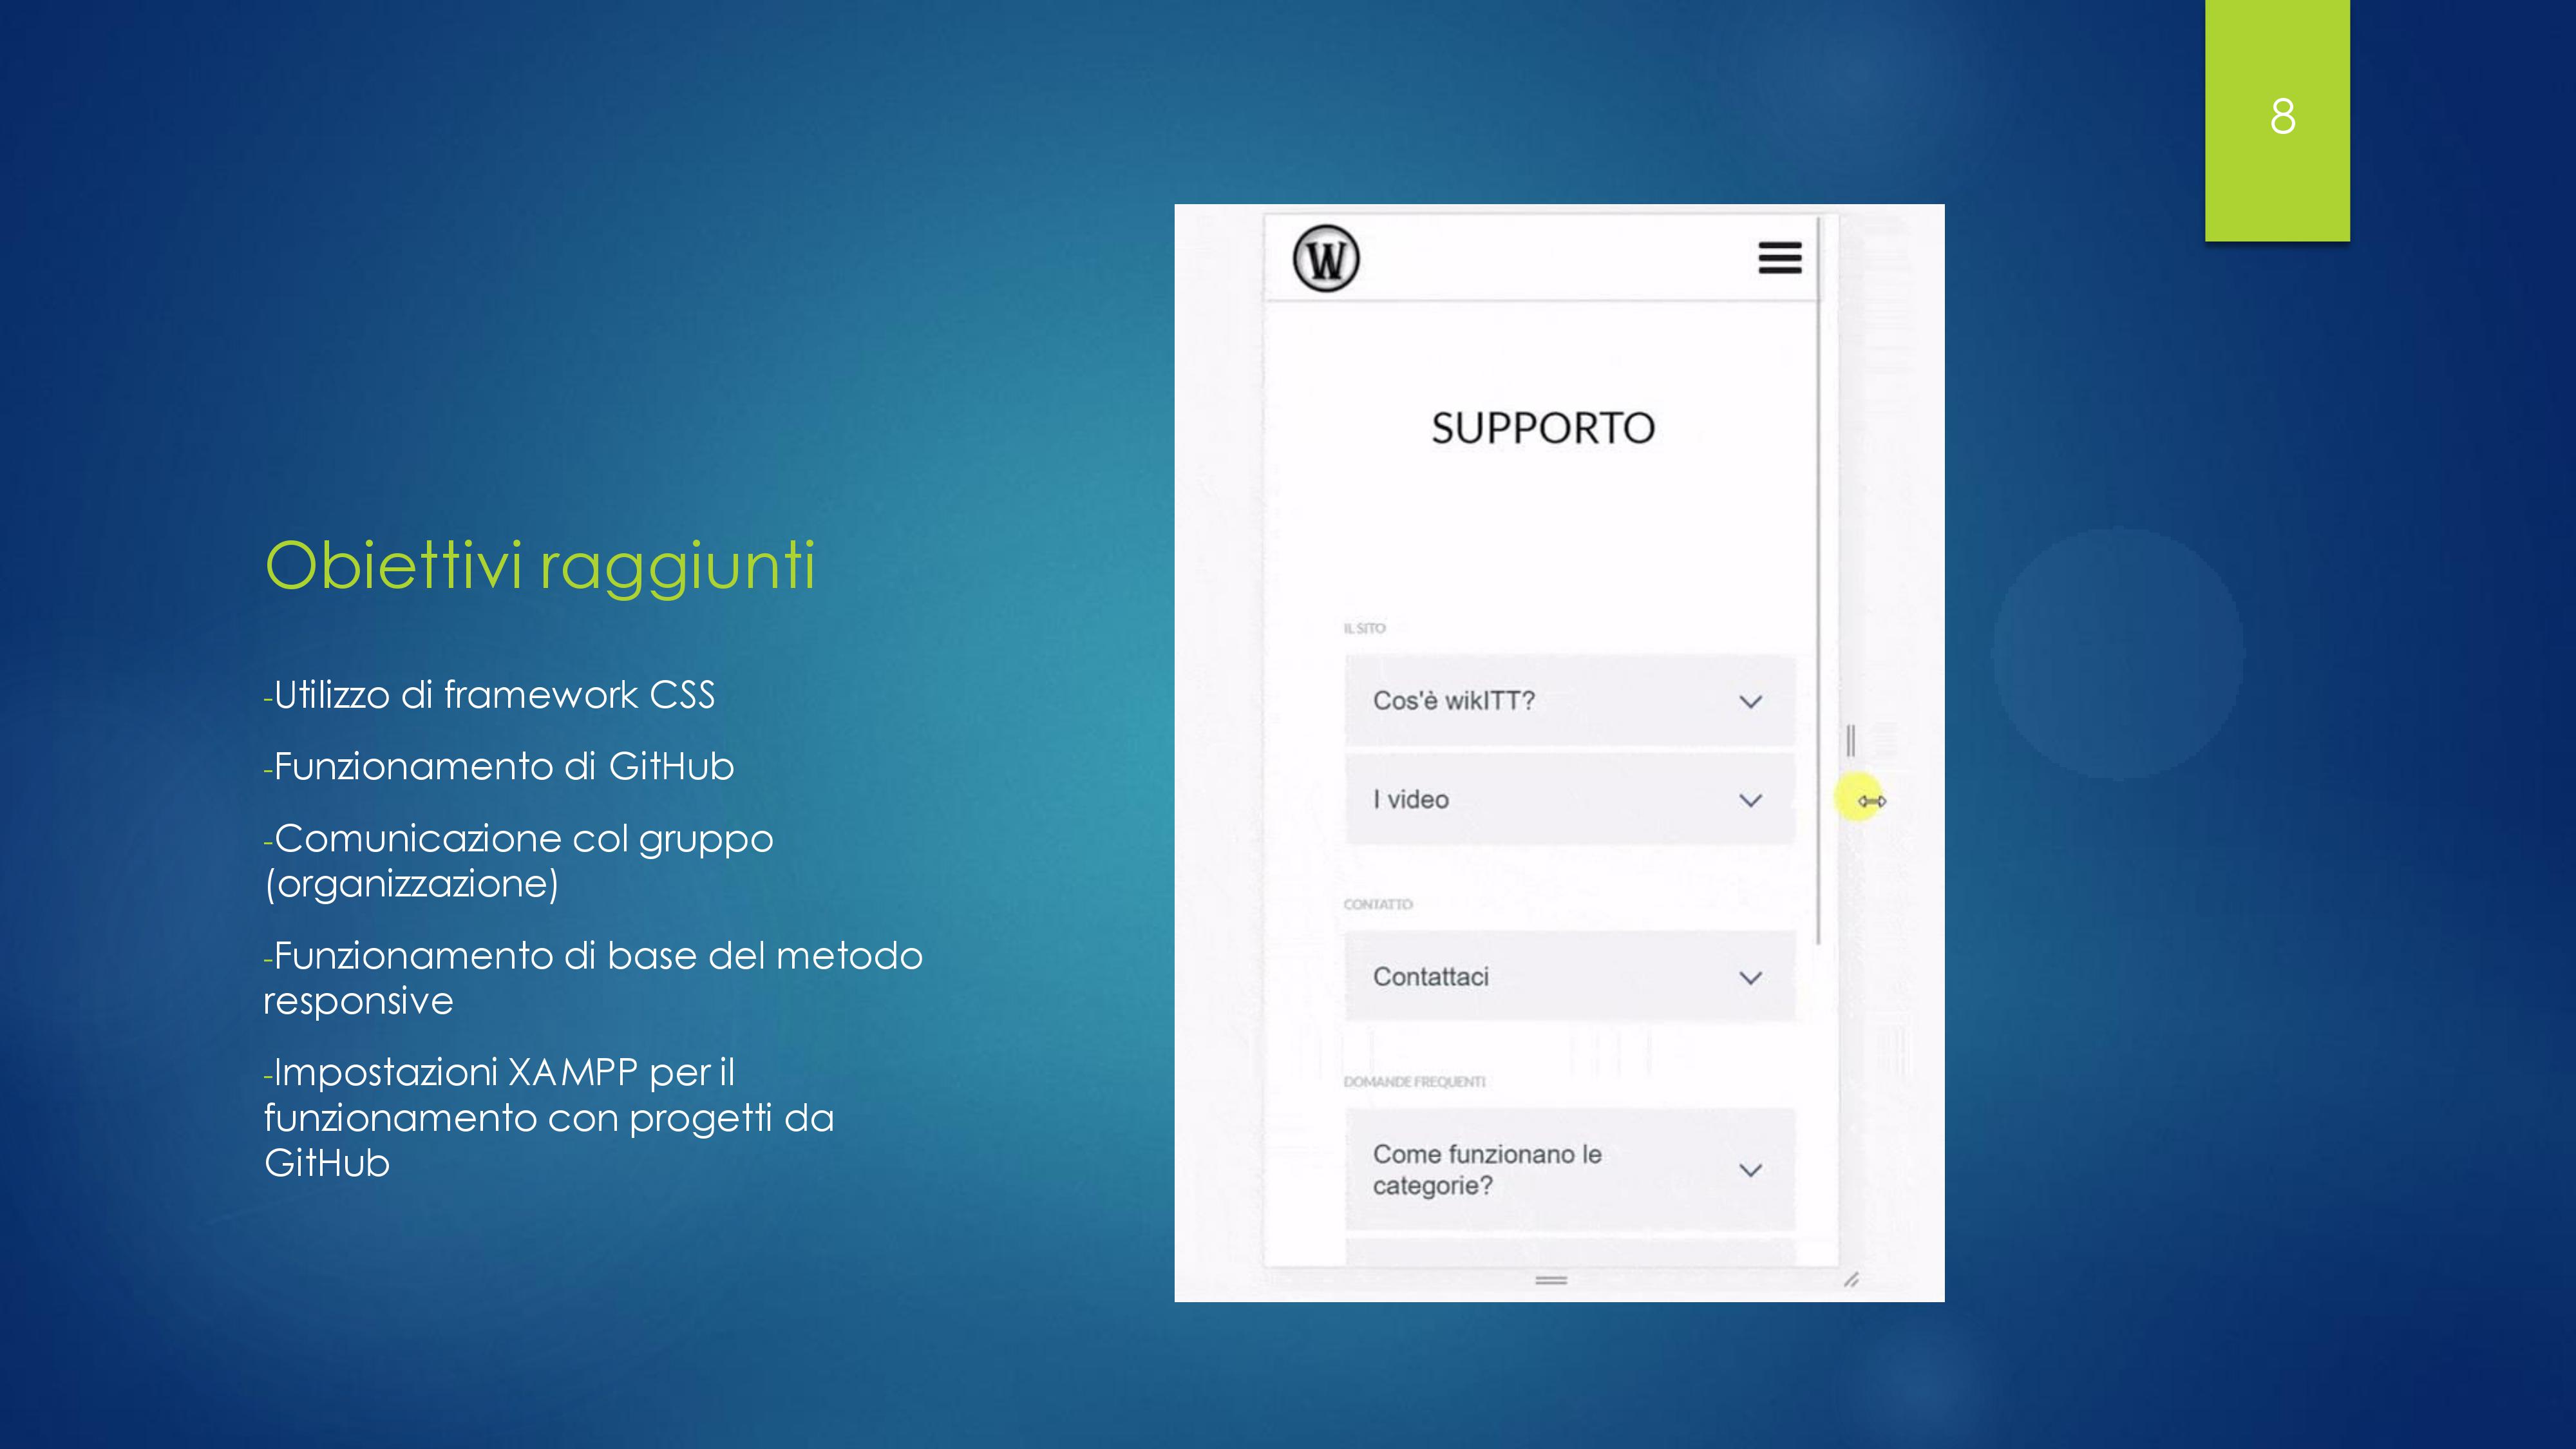 8
Obiettivi raggiunti
-Utilizzo di framework CSS
-Funzionamento di GitHub
-Comunicazione col gruppo
(organizzazione)
-Funzionamento di base del metodo
responsive
-Impostazioni XAMPP per il
funzionamento con progetti da
GitHub
W
SUPPORTO
IL SITO
Cos'è wikITT?
I video
CONTATTO
Contattaci
DOMANDE FREQUENTI
Come funzionano le
categorie?